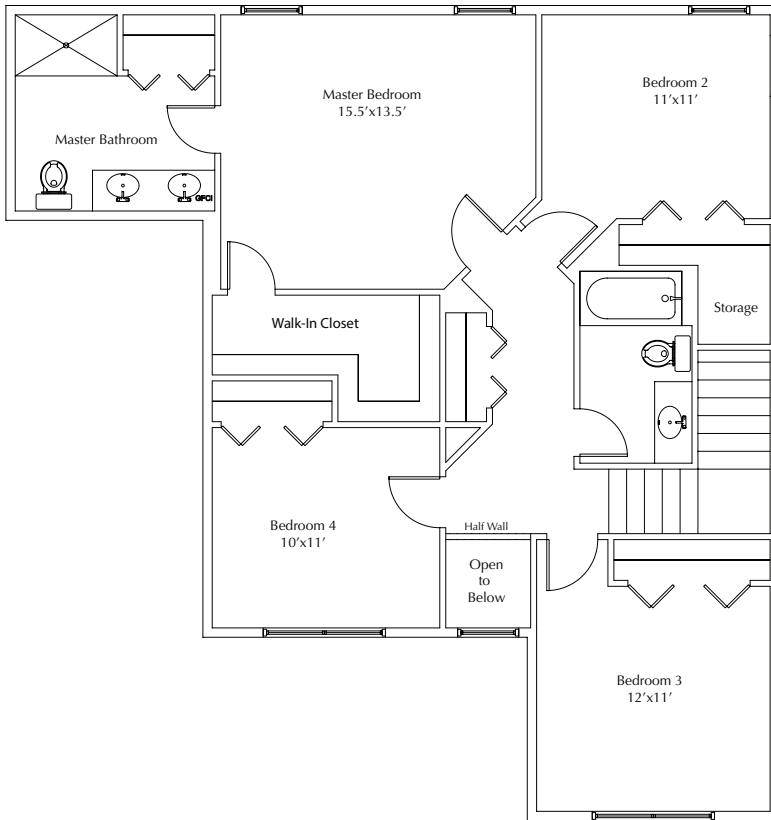 Master Bedroom
15.5'x13.5'
Bedroom 2
11'x11'
Master Bathroom
GFCI
Walk-In Closet
Storage
Bedroom 4
10'x11'
Half Wall
Open
to
Below
Bedroom 3
12'x11'